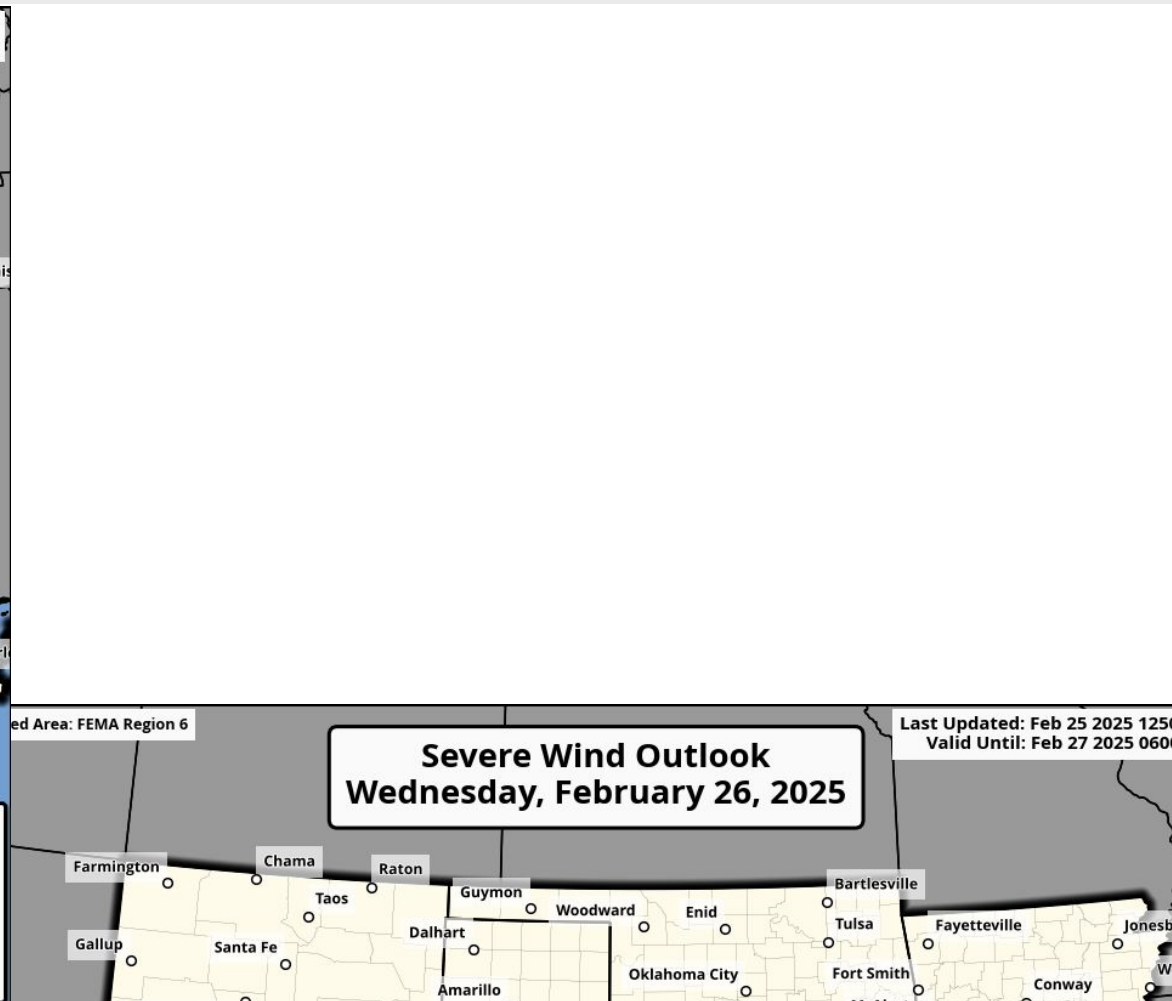 ed Area: FEMA Region 6
Severe Wind Outlook
Wednesday, February 26, 2025
Last Updated: Feb 25 2025 1250
Valid Until: Feb 27 2025 060
Farmington
Chama
Raton
Taos
Guymon
Woodward
Enid
Bartlesville
Tulsa
Fayetteville
Jonesb
Gallup
Santa Fe
Dalhart
Amarillo
Oklahoma City
Fort Smith
Conway